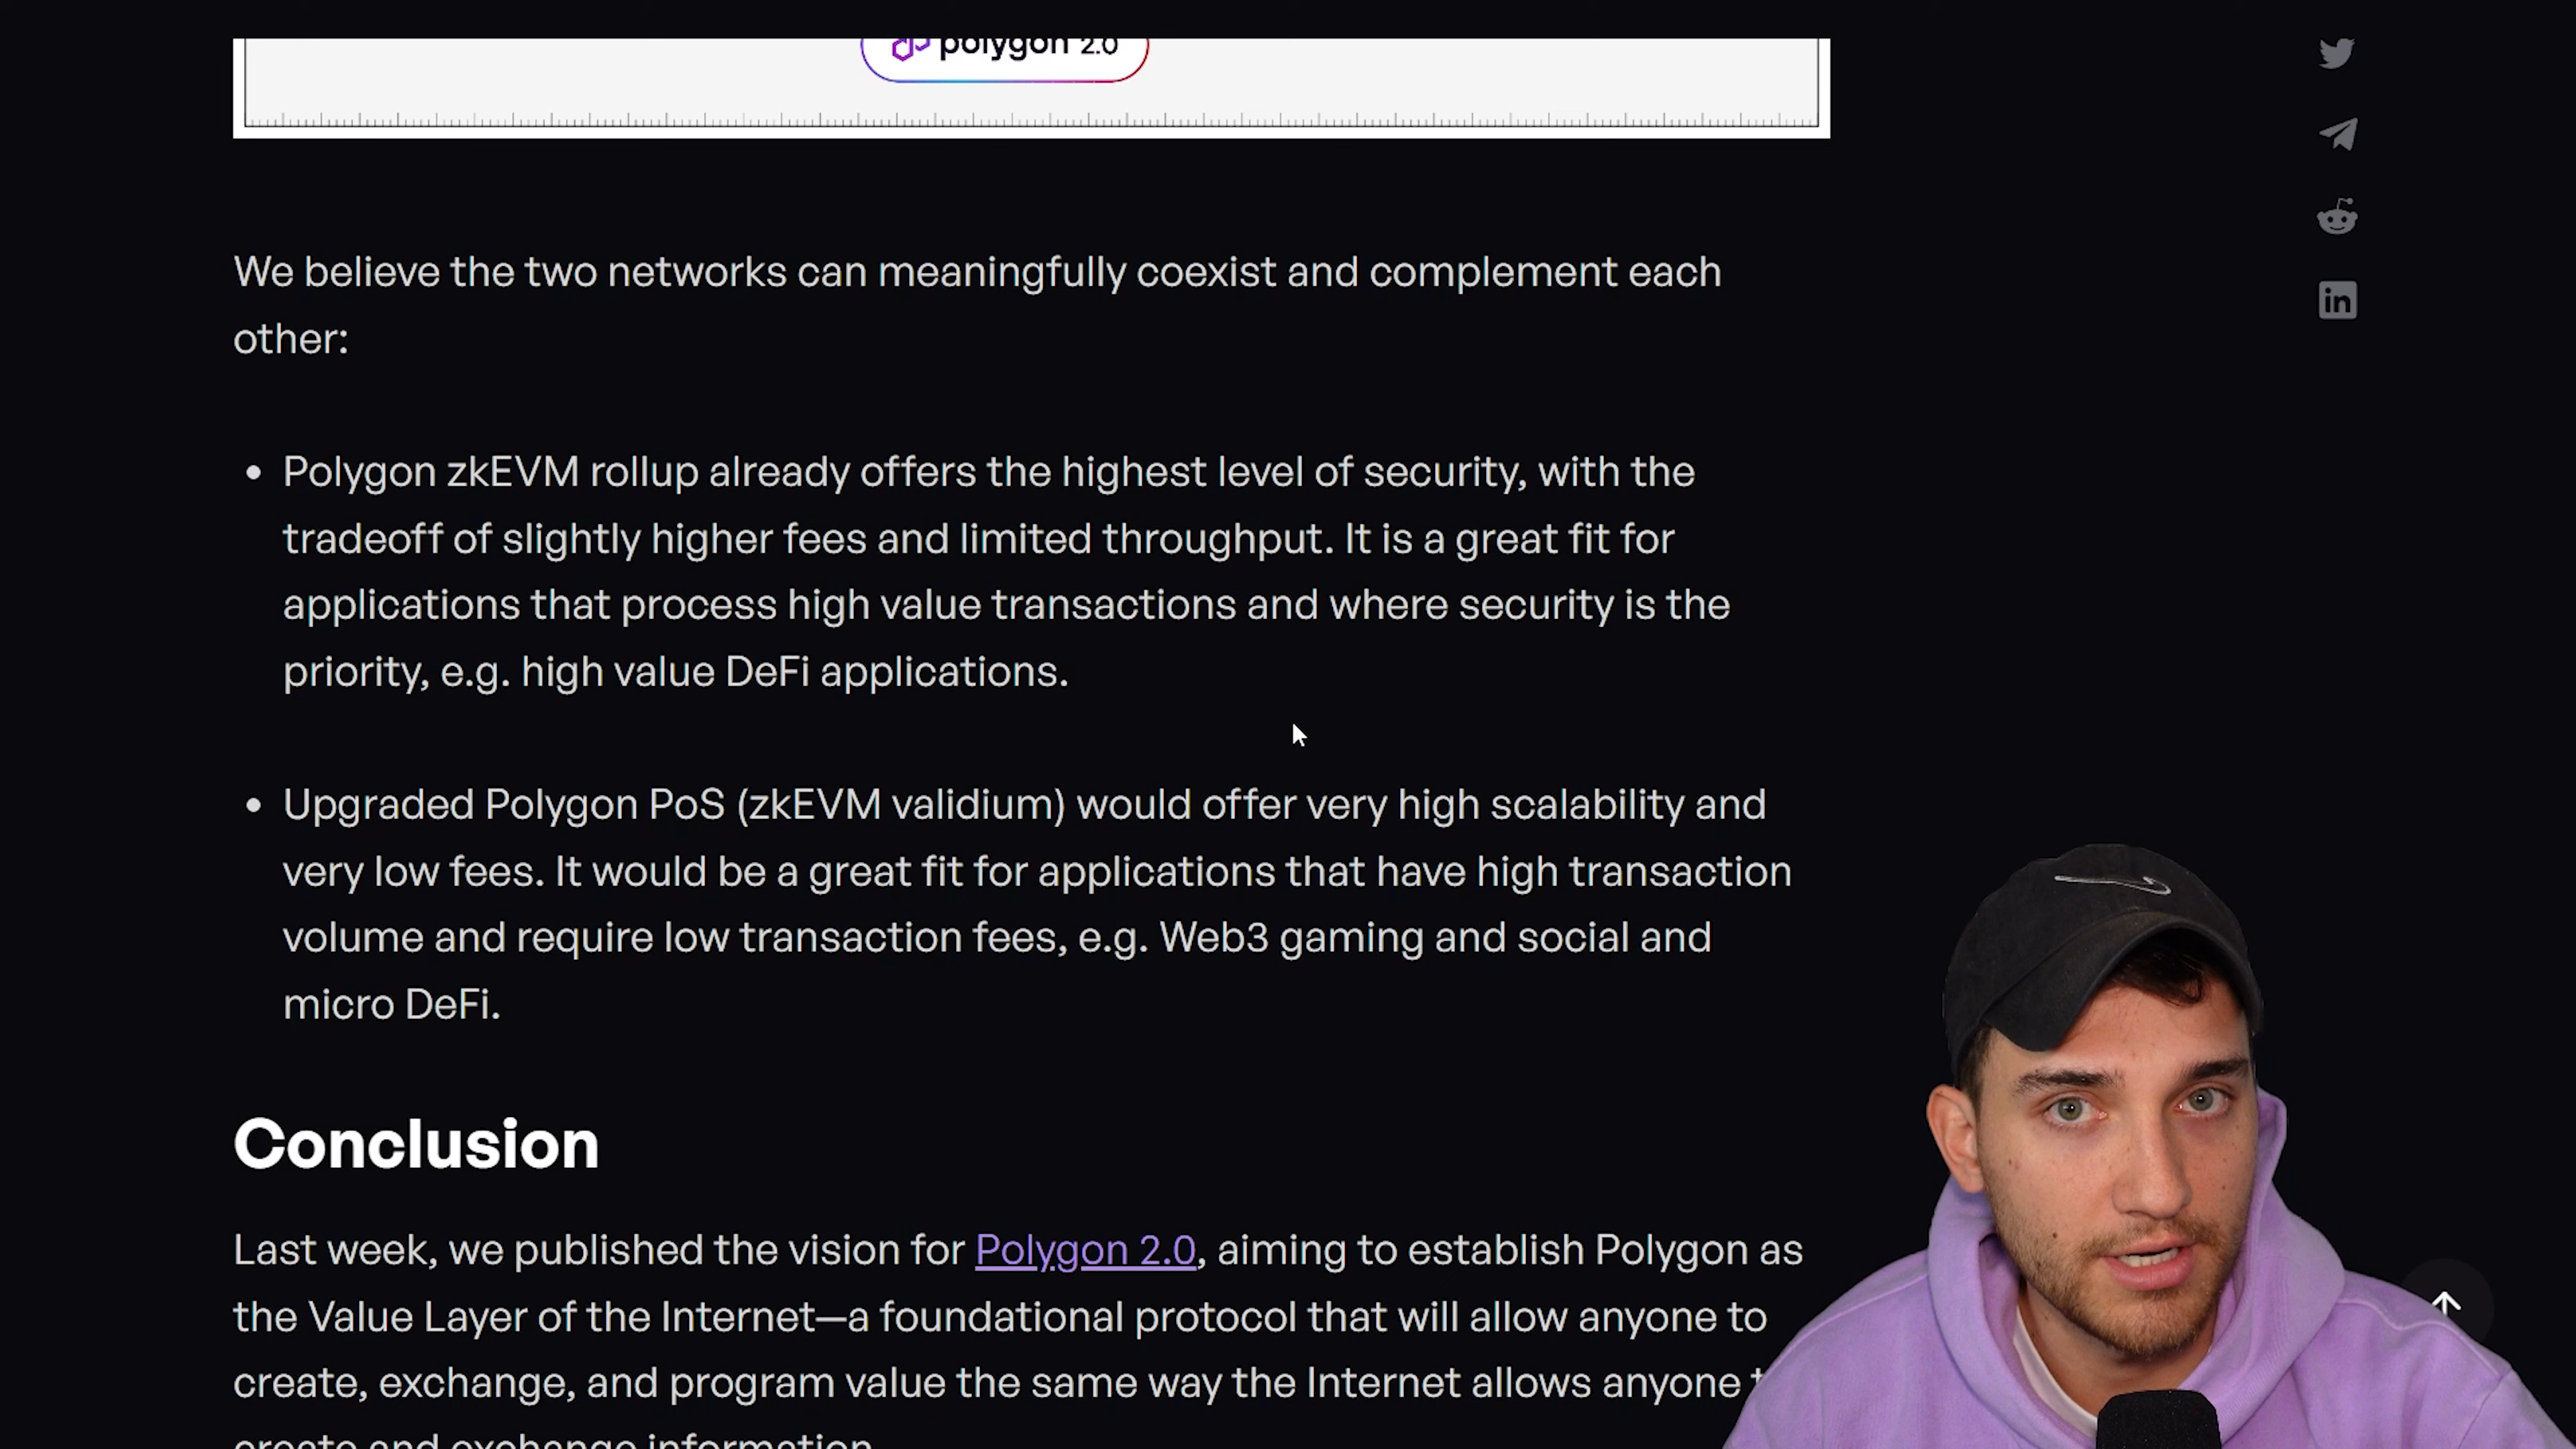 polygon 2.0
We believe the two networks can meaningfully coexist and complement each
other:
• Polygon zkEVM rollup already offers the highest level of security, with the
tradeoff of slightly higher fees and limited throughput. It is a great fit for
applications that process high value transactions and where security is the
priority, e.g. high value DeFi applications.
• Upgraded Polygon PoS (zkEVM validium) would offer very high scalability and
very low fees. It would be a great fit for applications that have high transaction
volume and require low transaction fees, e.g. Web3 gaming and social and
micro DeFi.
Conclusion
Last week, we published the vision for Polygon 2.0, aiming to establish Polygon as
the Value Layer of the Internet—a foundational protocol that will allow anyone to
create, exchange, and program value the same way the Internet allows anyone
create and exchange information
in